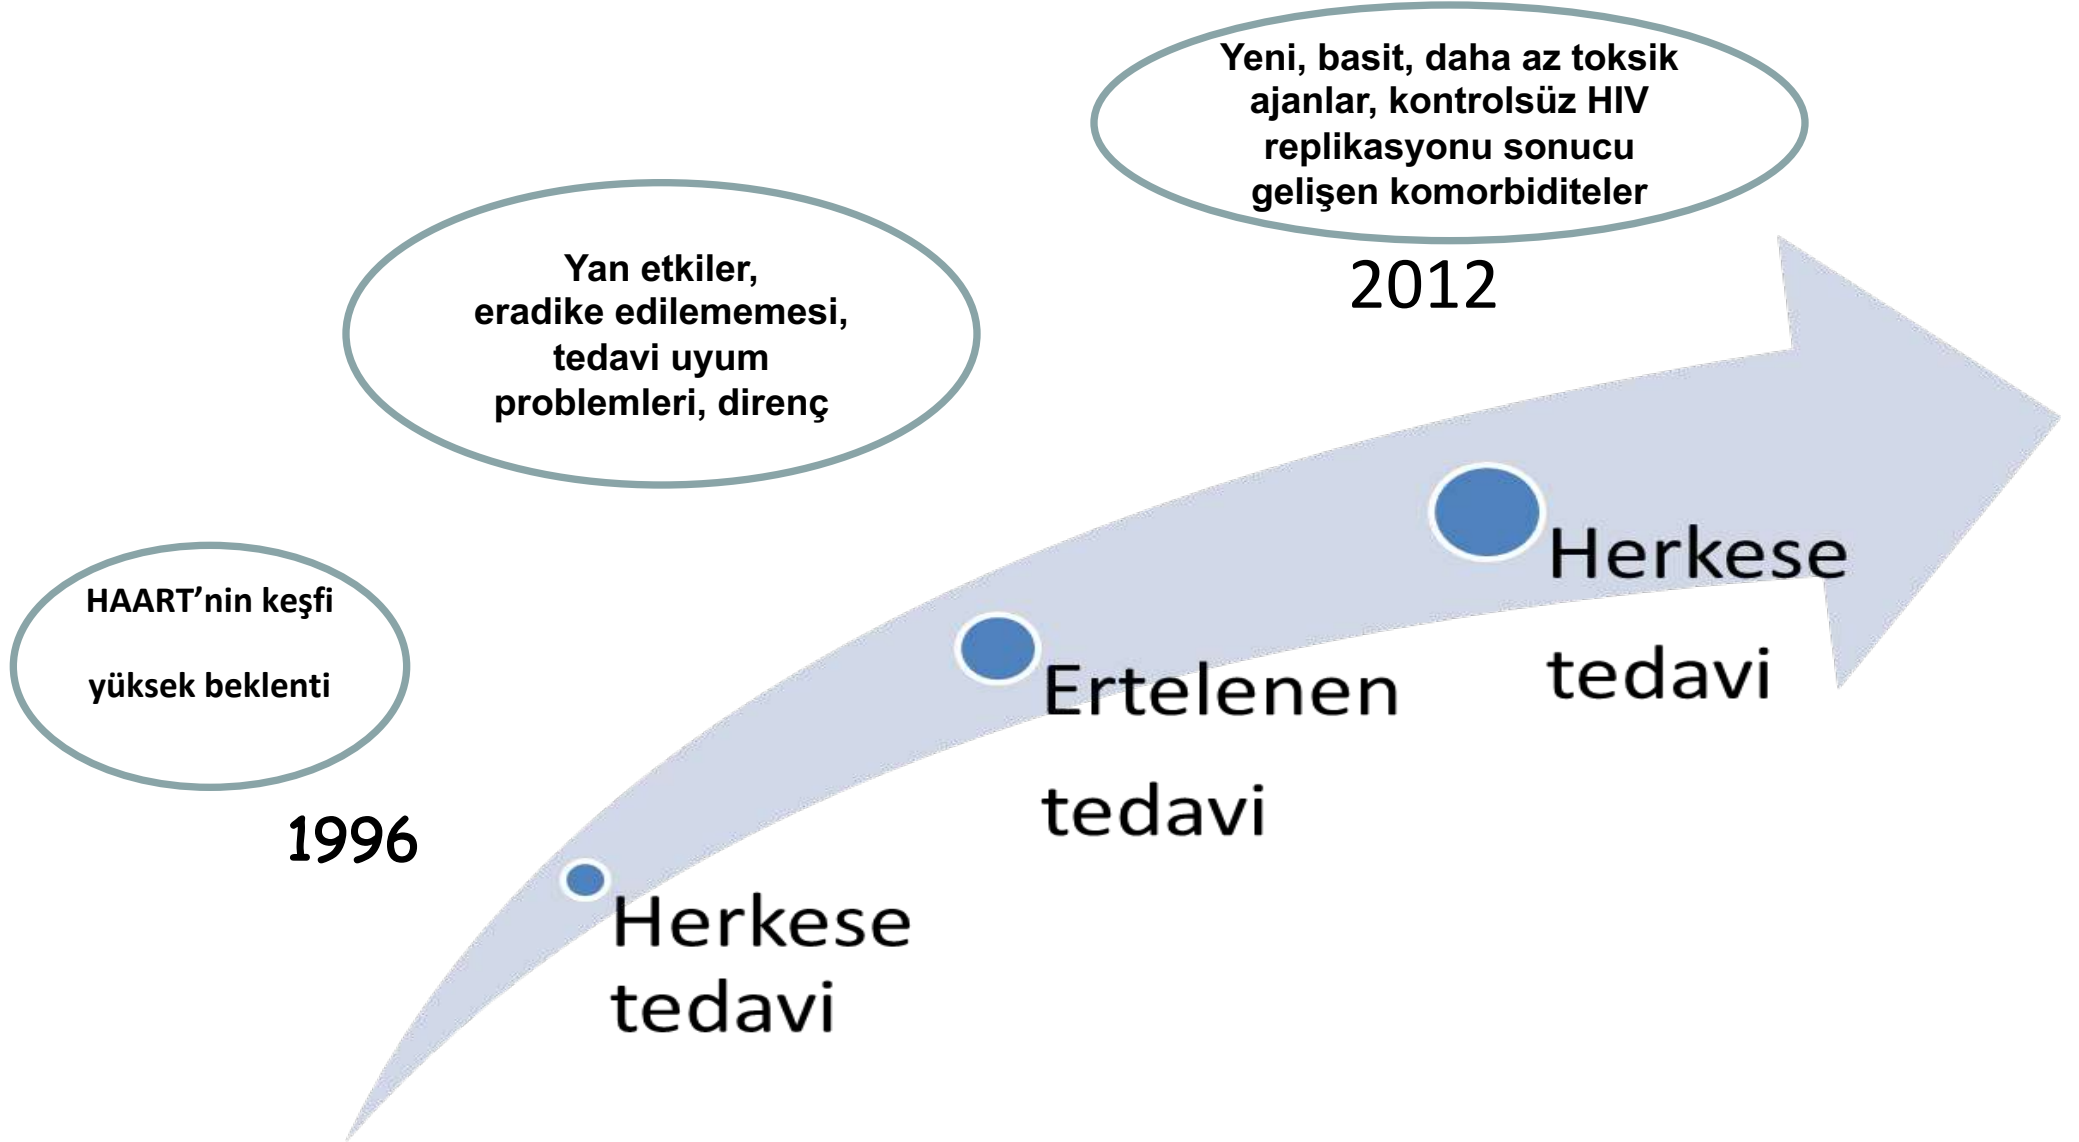 Yeni, basit, daha az toksik
ajanlar, kontrolsüz HIV
replikasyonu sonucu
gelişen komorbiditeler
2012
Yan etkiler,
eradike edilememesi,
tedavi uyum
problemleri, direnç
HAART’nin keşfi
yüksek beklenti
1996
Herkese
tedavi
Ertelenen
tedavi
Herkese
tedavi